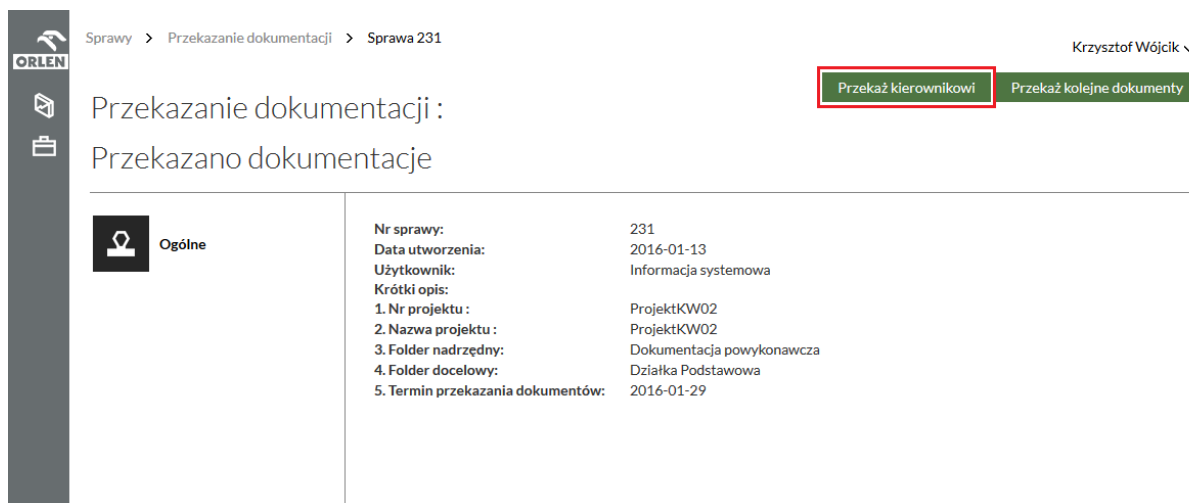 ORLEN
Sprawy > Przekazanie dokumentacji > Sprawa 231
Krzysztof Wójcik
Przekaż kierownikowi
Przekaż kolejne dokumenty
Przekazanie dokumentacji :
Przekazano dokumentacje
Ogólne
Nr sprawy: 231
Data utworzenia: 2016-01-13
Użytkownik: Informacja systemowa
Krótki opis:
1. Nr projektu : ProjektKW02
2. Nazwa projektu : ProjektKW02
3. Folder nadrzędny: Dokumentacja powykonawcza
4. Folder docelowy: Działka Podstawowa
5. Termin przekazania dokumentów: 2016-01-29